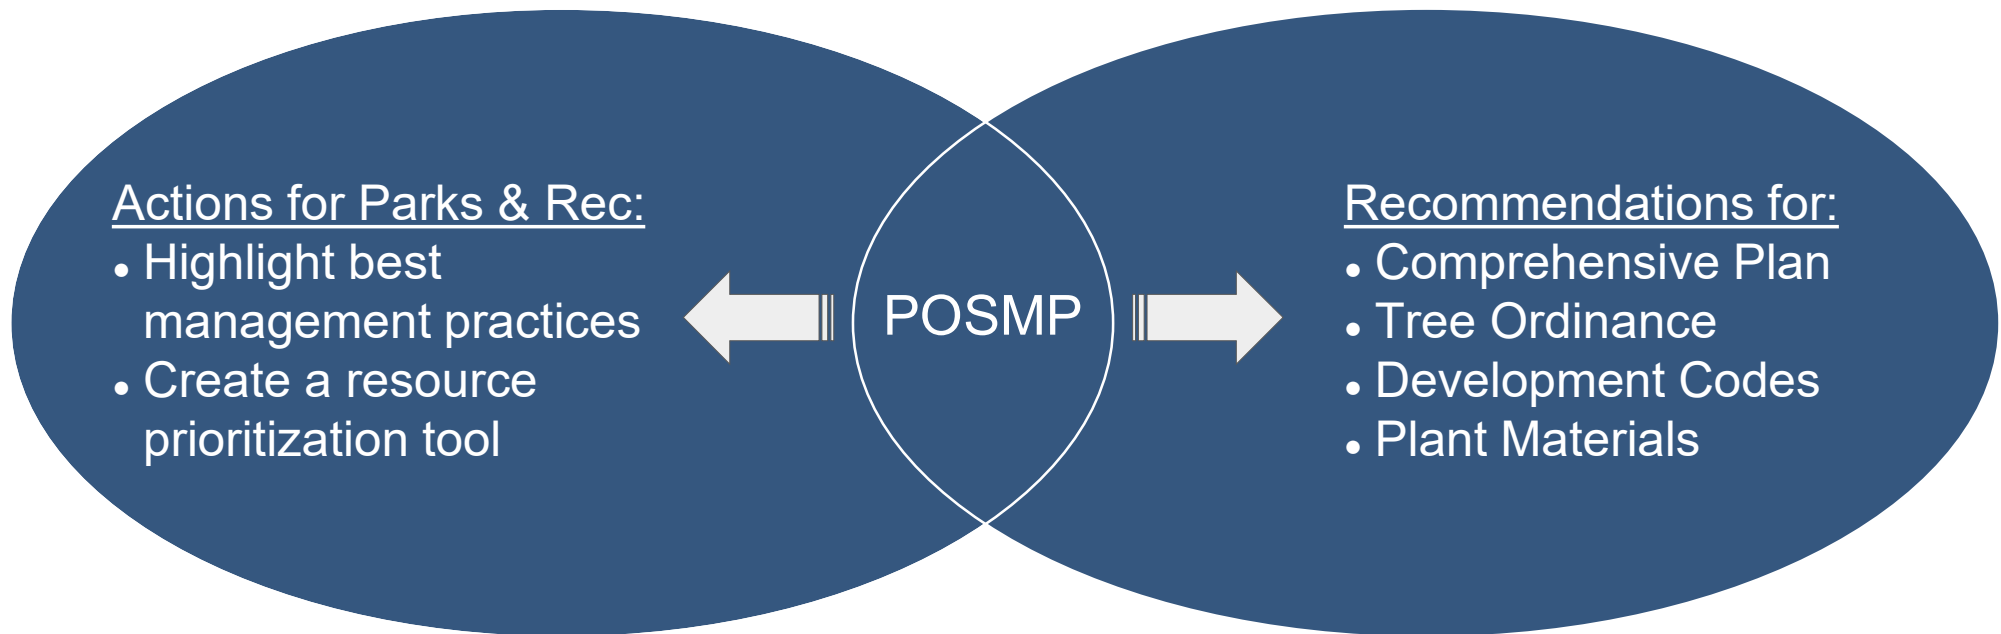 Actions for Parks & Rec:
• Highlight best
management practices
• Create a resource
prioritization tool
POSMP
Recommendations for:
• Comprehensive Plan
• Tree Ordinance
• Development Codes
• Plant Materials